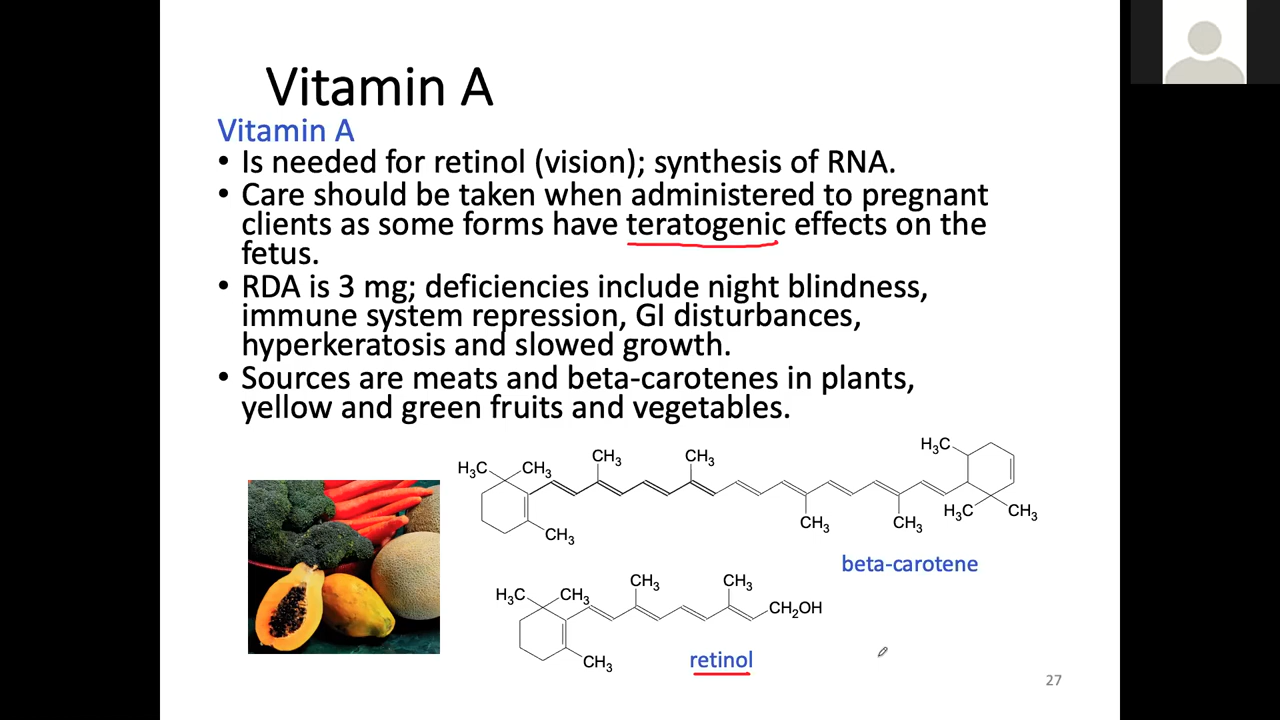 Vitamin A
Vitamin A
• Is needed for retinol (vision); synthesis of RNA.
• Care should be taken when administered to pregnant
clients as some forms have teratogenic effects on the
fetus.
• RDA is 3 mg; deficiencies include night blindness,
immune system repression, GI disturbances,
hyperkeratosis and slowed growth.
• Sources are meats and beta-carotenes in plants,
yellow and green fruits and vegetables.
H₃C CH₃ CH₃ CH₃ H₃C
CH₃ CH₃ CH₃ H₃C CH₃
beta-carotene
H₃C CH₃ CH₃ CH₃ CH₂OH
CH₃
retinol
27